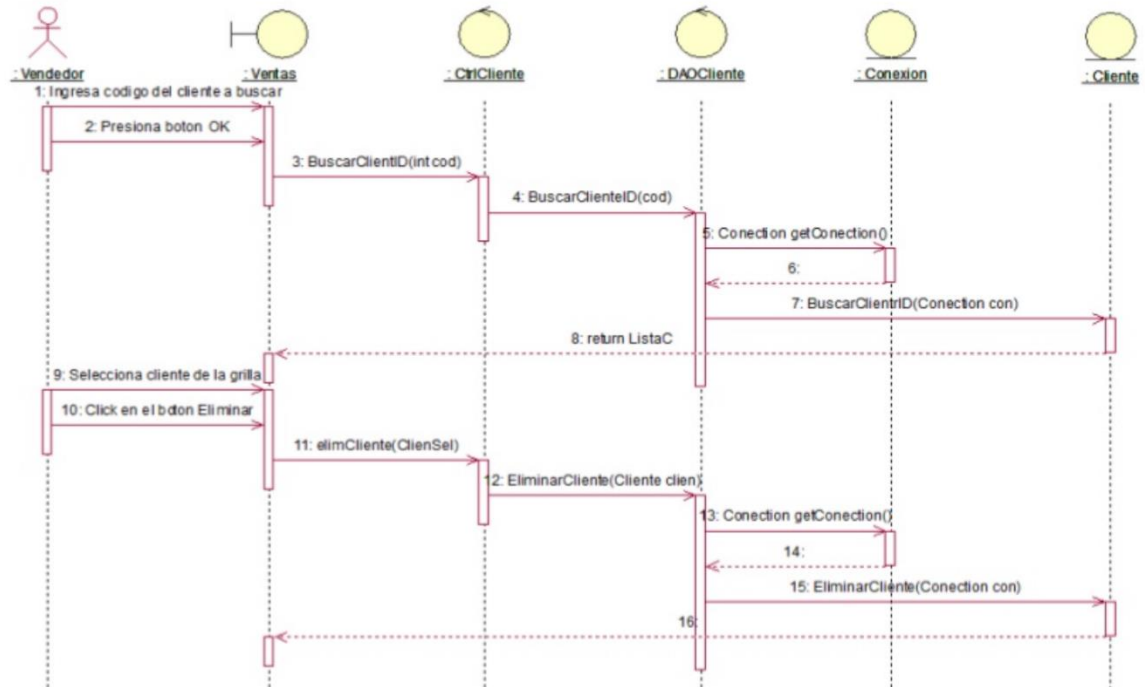 : Vendedor
: Ventas
: CtrlCliente
: DAOCliente
: Conexion
: Cliente
1: Ingresa codigo del cliente a buscar
2: Presiona boton OK
3: BuscarClientID(int cod)
4: BuscarClienteID(cod)
5: Conection getConection()
6:
7: BuscarClientrID(Conection con)
8: return ListaC
9: Selecciona cliente de la grilla
10: Click en el boton Eliminar
11: elimCliente(ClienSel)
12: EliminarCliente(Cliente clien)
13: Conection getConection()
14:
15: EliminarCliente(Conection con)
16: